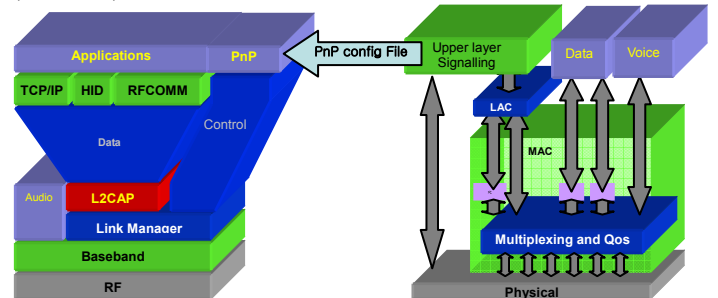 Applications
PnP
PnP config File
Upper layer
Signalling
Data
Voice
TCP/IP
HID
RFCOMM
Control
Data
LAC
MAC
Audio
L2CAP
Link Manager
Multiplexing and Qos
Baseband
RF
Physical